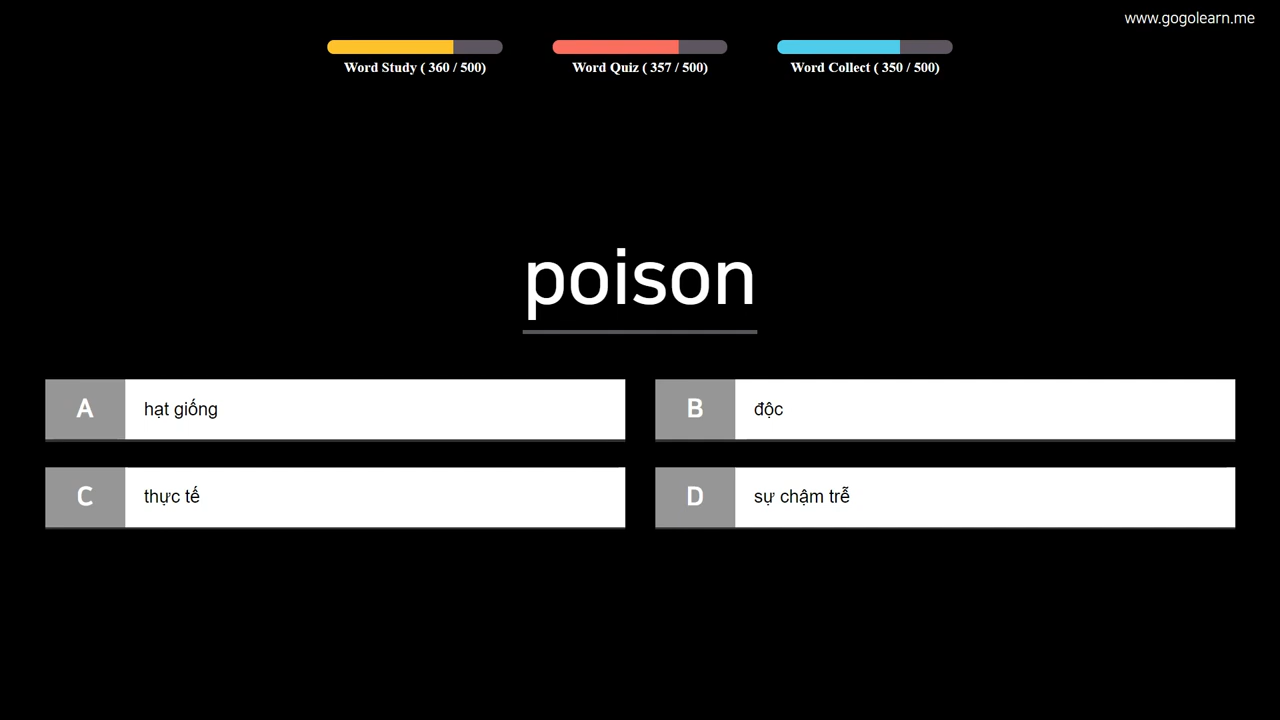 www.gogolearn.me
Word Study ( 360 / 500)
Word Quiz ( 357 / 500)
Word Collect ( 350 / 500)
poison
A hạt giống
B độc
C thực tế
D sự chậm trễ